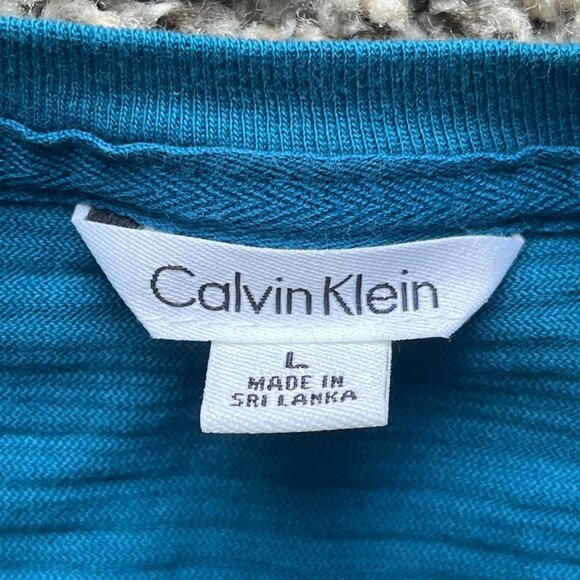 Calvin Klein
L
MADE IN
SRI LANKA